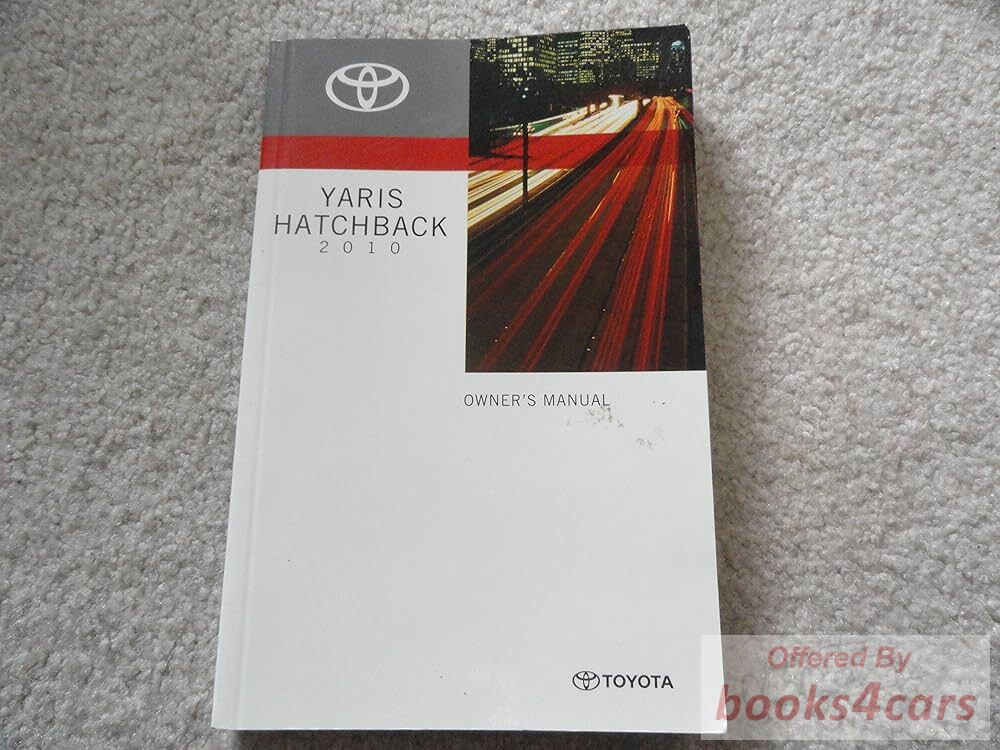 YARIS
HATCHBACK
2010
OWNER'S MANUAL
TOYOTA
Offered By
books4cars